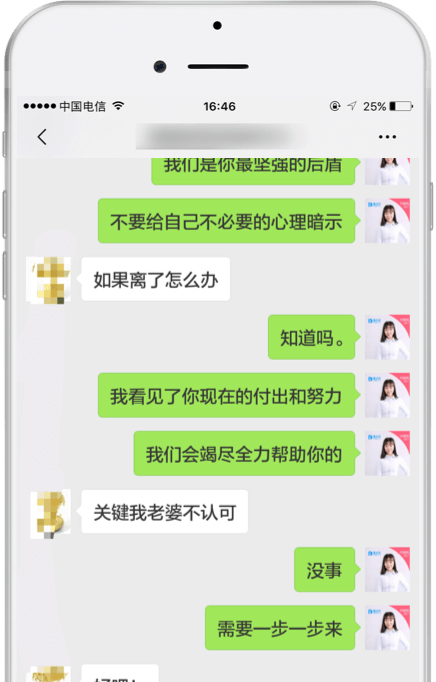 中国电信
16:46
25%
我们是你最坚强的后盾
不要给自己不必要的心理暗示
如果离了怎么办
知道吗。
我看见了你现在的付出和努力
我们会竭尽全力帮助你的
关键我老婆不认可
没事
需要一步一步来